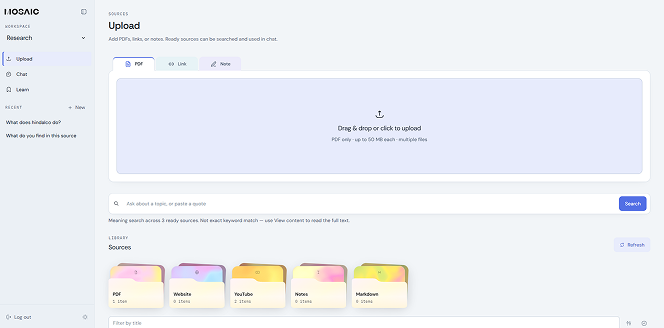 MOSAIC
WORKSPACE
Research
Upload
Chat
Learn
RECENT
+ New
What does hindalco do?
What do you find in this source
Log out
SOURCES
Upload
Add PDFs, links, or notes. Ready sources can be searched and used in chat.
PDF
Link
Note
Drag & drop or click to upload
PDF only · up to 50 MB each · multiple files
Ask about a topic, or paste a quote
Search
Meaning search across 3 ready sources. Not exact keyword match — use View content to read the full text.
LIBRARY
Sources
Refresh
PDF
1 item
Website
0 items
YouTube
2 items
Notes
0 items
Markdown
0 items
Filter by title